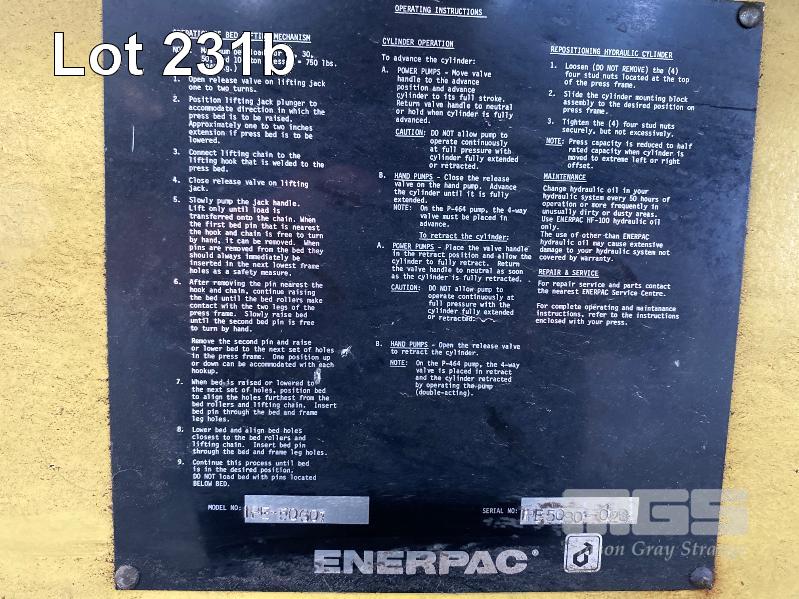 OPERATING INSTRUCTIONS
Lot 231b
BED LIFTING MECHANISM
1. Open release valve on lifting jack
one to two turns.
2. Position lifting jack plunger to
accommodate direction in which the
press bed is to be raised.
Approximately one to two inches
extension if press bed is to be
lowered.
3. Connect lifting chain to the
lifting hook that is welded to the
press bed.
4. Close release valve on lifting
jack.
5. Slowly pump the jack handle.
Lift only until load is
transferred onto the chain. When
the first bed pin that is nearest
the hook and chain is free to turn
by hand, it can be removed. When
pins are removed from the bed they
should always immediately be
inserted in the next lowest frame
holes as a safety measure.
6. After removing the pin nearest the
hook and chain, continue raising
the bed until the bed rollers make
contact with the two legs of the
press frame. Slowly raise bed
until the second bed pin is free
to turn by hand.
Remove the second pin and raise
or lower bed to the next set of holes
in the press frame. One position up
or down can be accommodated with each
hookup.
7. When bed is raised or lowered to
the next set of holes, position bed
to align the holes furthest from the
bed rollers and lifting chain. Insert
bed pin through the bed and frame
leg holes.
8. Lower bed and align bed holes
closest to the bed rollers and
lifting chain. Insert bed pin
through the bed and frame leg holes.
9. Continue this process until bed
is in the desired position.
DO NOT load bed with pins located
BELOW BED.
CYLINDER OPERATION
To advance the cylinder:
A. POWER PUMPS - Move valve
handle to the advance
position and advance
cylinder to its full stroke.
Return valve handle to neutral
or hold when cylinder is fully
advanced.
CAUTION: DO NOT allow pump to
operate continuously
at full pressure with
cylinder fully extended
or retracted.
B. HAND PUMPS - Close the release
valve on the hand pump. Advance
the cylinder until it is fully
extended.
NOTE: On the P-464 pump, the 4-way
valve must be placed in
advance.
To retract the cylinder:
A. POWER PUMPS - Place the valve handle
in the retract position and allow the
cylinder to fully retract. Return
the valve handle to neutral as soon
as the cylinder is fully retracted.
CAUTION: DO NOT allow pump to
operate continuously at
full pressure with the
cylinder fully extended
or retracted.
B. HAND PUMPS - Open the release valve
to retract the cylinder.
NOTE: On the P-464 pump, the 4-way
valve is placed in retract
and the cylinder retracted
by operating the pump
(double-acting).
REPOSITIONING HYDRAULIC CYLINDER
1. Loosen (DO NOT REMOVE) the (4)
four stud nuts located at the top
of the press frame.
2. Slide the cylinder mounting block
assembly to the desired position on
press frame.
3. Tighten the (4) four stud nuts
securely, but not excessively.
NOTE: Press capacity is reduced to half
rated capacity when cylinder is
moved to extreme left or right
offset.
MAINTENANCE
Change hydraulic oil in your
hydraulic system every 50 hours of
operation or more frequently in
unusually dirty or dusty areas.
Use ENERPAC HF-100 hydraulic oil
only.
The use of other than ENERPAC
hydraulic oil may cause extensive
damage to your hydraulic system not
covered by warranty.
REPAIR & SERVICE
For repair service and parts contact
the nearest ENERPAC Service Centre.
For complete operating and maintanance
instructions, refer to the instructions
enclosed with your press.
MODEL NO:
SERIAL NO:
ENERPAC®
AGS
on Gray Stra